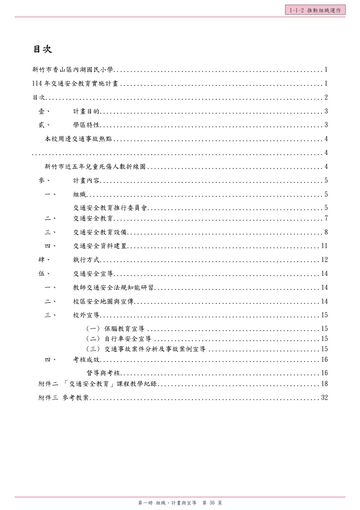 1-1-2 推動組織運作
目次
新竹市香山區內湖國民小學 1
114 年交通安全教育實施計畫 1
目次 2
壹、 計畫目的 3
貳、 學區特性 3
本校周邊交通事故熱點 4
4
新竹市近五年兒童死傷人數折線圖 4
參、 計畫內容 5
一、 組織 5
交通安全教育推行委員會 5
二、 交通安全教育 7
三、 交通安全教育設備 8
四、 交通安全資料建置 11
肆、 執行方式 12
伍、 交通安全宣導 14
一、 教師交通安全法規知能研習 14
二、 校區安全地圖與宣傳 14
三、 校外宣導 15
(一) 保腦教育宣導 15
(二) 自行車安全宣導 15
(三) 交通事故案件分析及事故案例宣導 15
四、 考核成效 16
督導與考核 16
附件二 「交通安全教育」課程教學紀錄 18
附件三 參考教案 32
第一峰 組織、計畫與宣導 第 36 頁